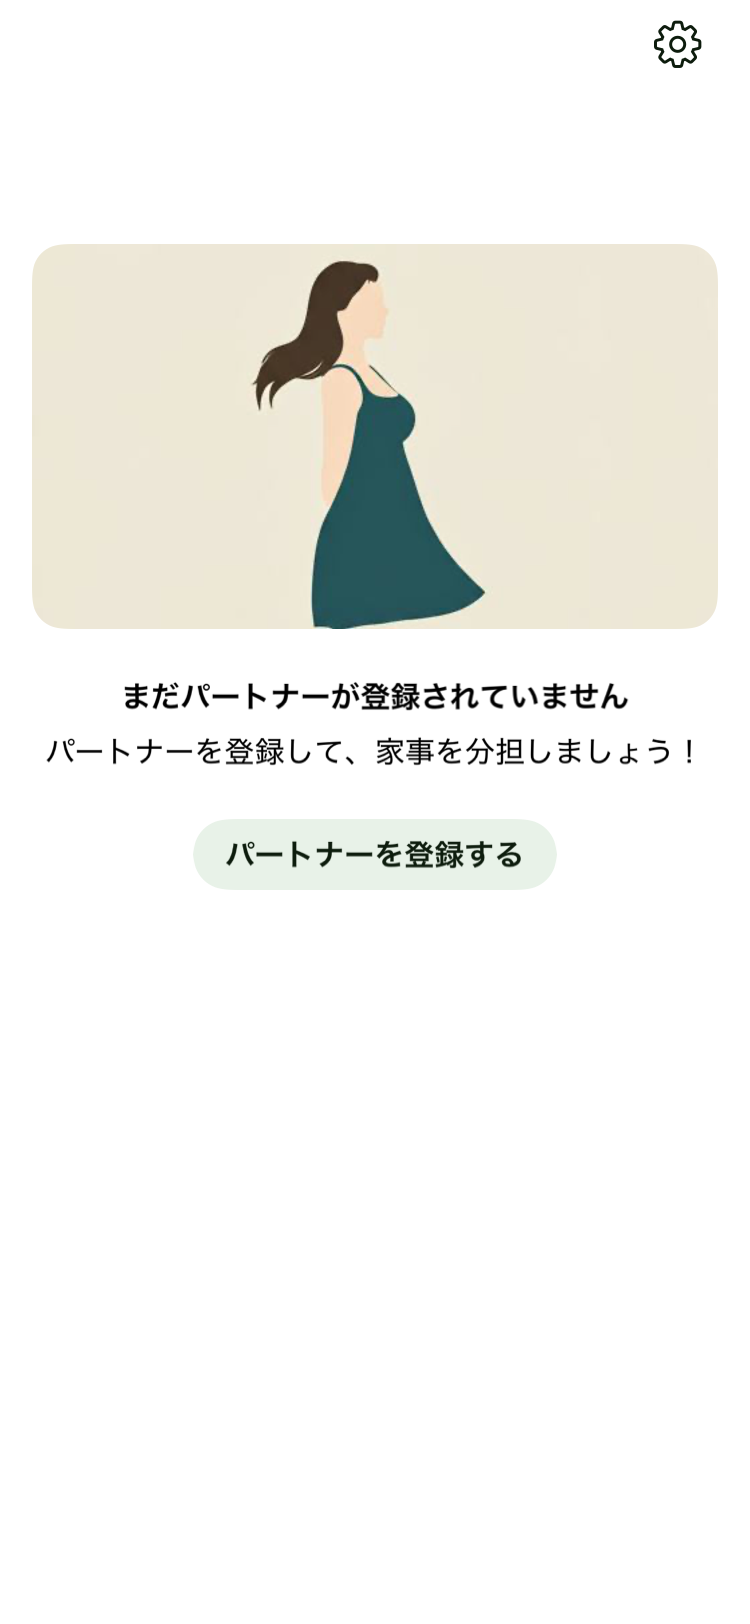 まだパートナーが登録されていません
パートナーを登録して、家事を分担しましょう！
パートナーを登録する